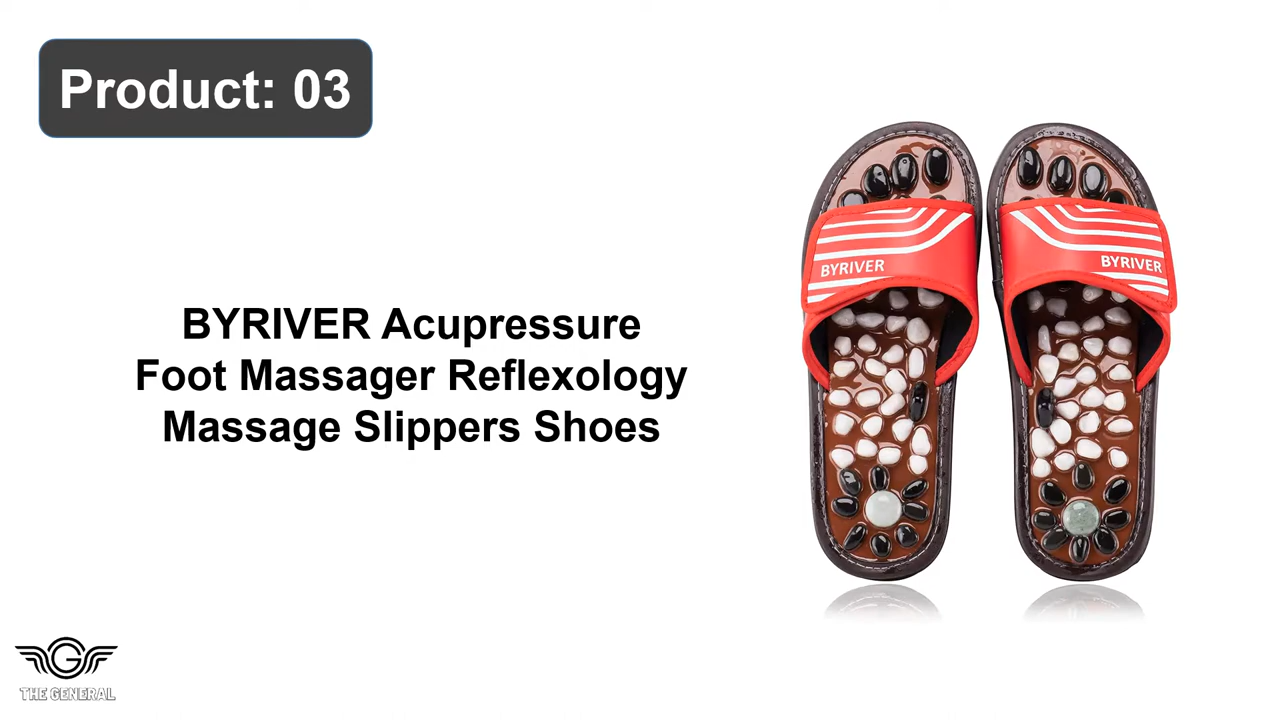 Product: 03
BYRIVER Acupressure
Foot Massager Reflexology
Massage Slippers Shoes
BYRIVER
BYRIVER
G
THE GENERAL